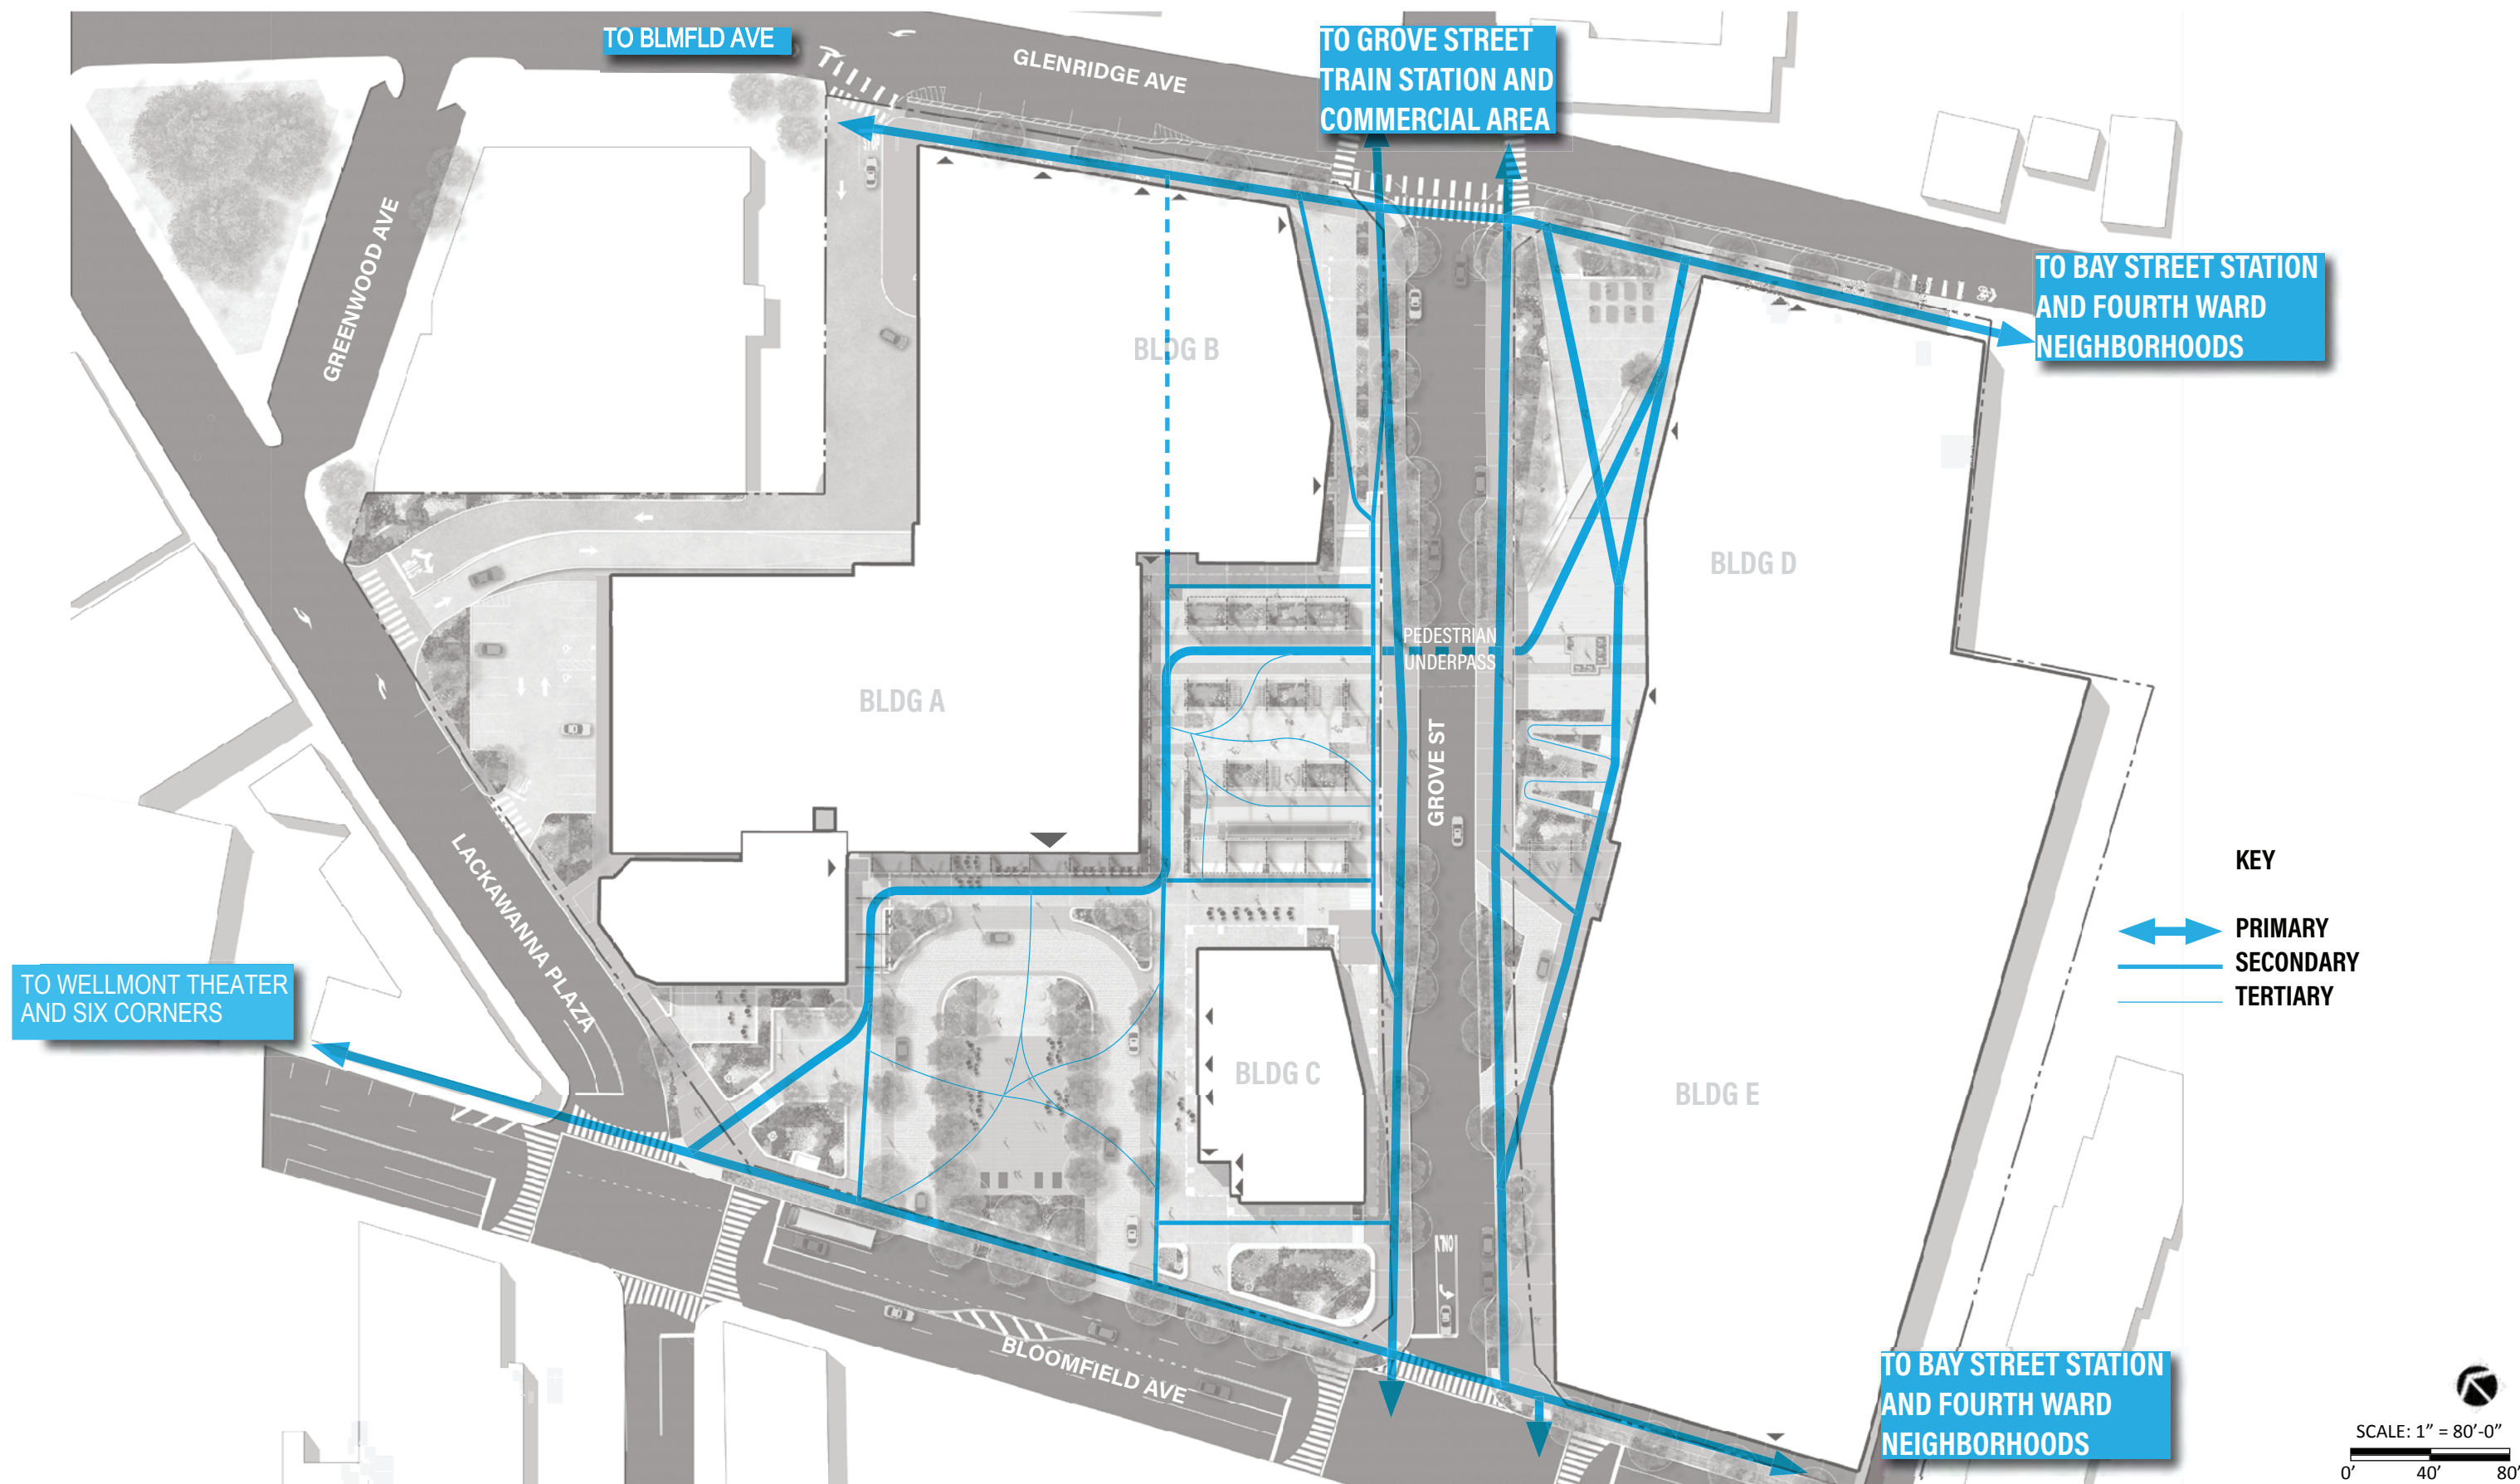 TO BLMFLD AVE
GLENRIDGE AVE
TO GROVE STREET
TRAIN STATION AND
COMMERCIAL AREA
STOP
GREENWOOD AVE
TO BAY STREET STATION
AND FOURTH WARD
NEIGHBORHOODS
BLDG B
BLDG D
PEDESTRIAN
UNDERPASS
BLDG A
GROVE ST
LACKAWANNA PLAZA
KEY
PRIMARY
SECONDARY
TERTIARY
TO WELLMONT THEATER
AND SIX CORNERS
BLDG C
BLDG E
ONLY
BLOOMFIELD AVE
TO BAY STREET STATION
AND FOURTH WARD
NEIGHBORHOODS
SCALE: 1” = 80’-0”
0’ 40’ 80’